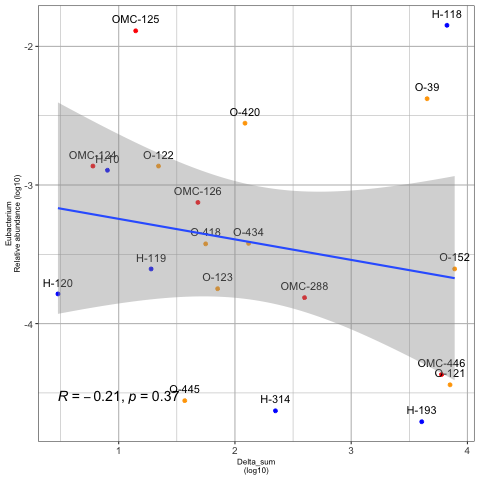 OMC-125
H-118
-2
O-39
O-420
OMC-124
H-10
O-122
-3
OMC-126
O-418
O-434
O-152
H-119
H-120
O-123
OMC-288
-4
OMC-446
O-121
R = −0.21, p = 0.37
O-445
H-314
H-193
1
2
3
4
Delta_sum
(log10)
Eubacterium
Relative abundance (log10)